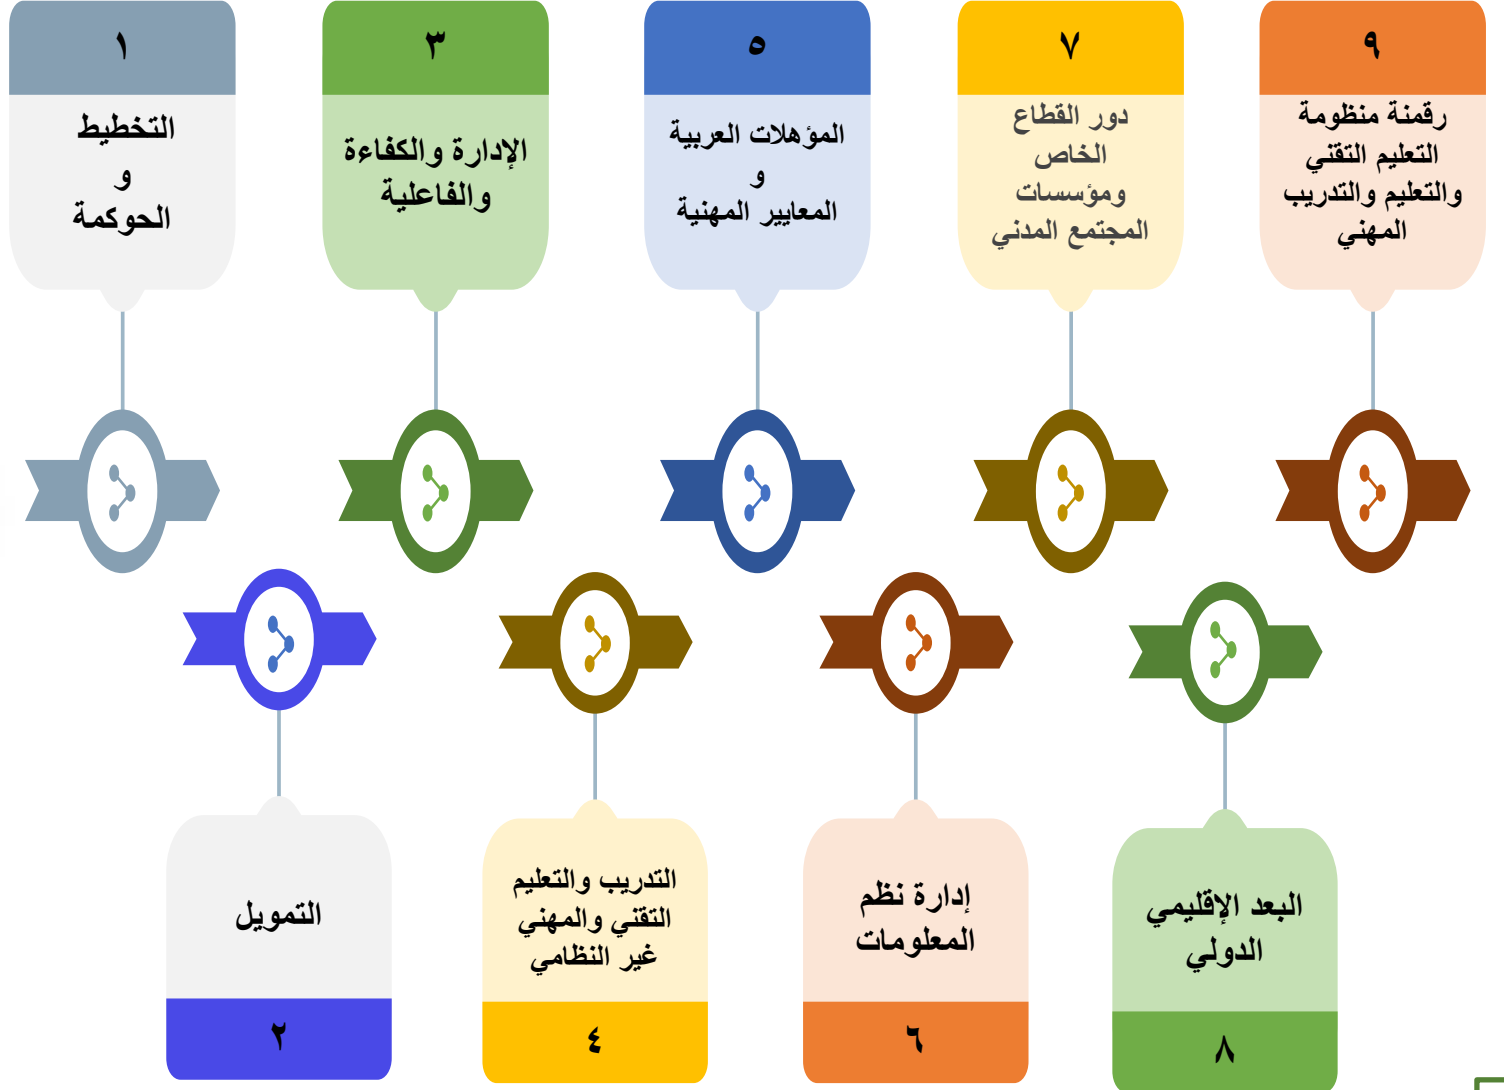 ١
التخطيط
و
الحوكمة
٢
التمويل
٣
الإدارة والكفاءة
والفاعلية
٤
التدريب والتعليم
التقني والمهني
غير النظامي
٥
المؤهلات العربية
و
المعايير المهنية
٦
إدارة نظم
المعلومات
٧
دور القطاع
الخاص
ومؤسسات
المجتمع المدني
٨
البعد الإقليمي
الدولي
٩
رقمنة منظومة
التعليم التقني
والتعليم والتدريب
المهني